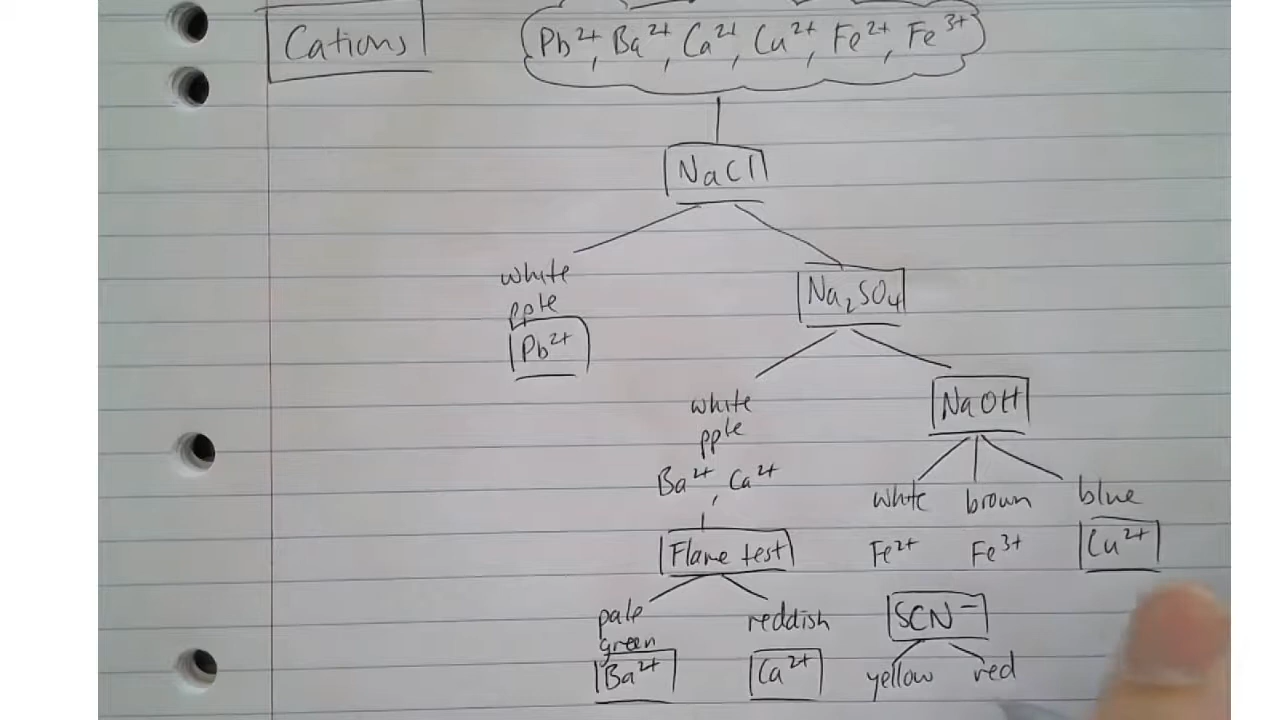 Cations
Pb²⁺, Ba²⁺, Ca²⁺, Cu²⁺, Fe²⁺, Fe³⁺
NaCl
white
ppte
Pb²⁺
Na₂SO₄
white
ppte
Ba²⁺, Ca²⁺
NaOH
white brown blue
Fe²⁺ Fe³⁺ Cu²⁺
Flame test
pale
green
Ba²⁺
reddish
Ca²⁺
SCN⁻
yellow red